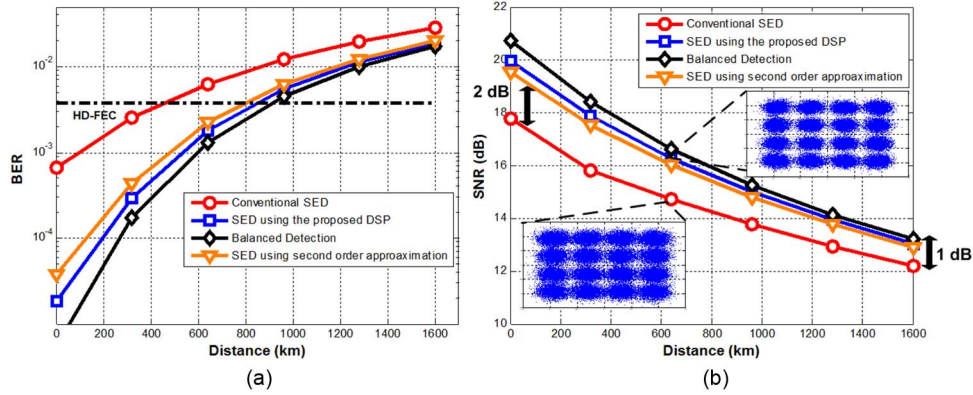 BER
10^-2
10^-3
10^-4
HD-FEC
Conventional SED
SED using the proposed DSP
Balanced Detection
SED using second order approximation
0 200 400 600 800 1000 1200 1400 1600
Distance (km)
(a)
SNR (dB)
22
20
18
16
14
12
10
2 dB
Conventional SED
SED using the proposed DSP
Balanced Detection
SED using second order approximation
1 dB
0 200 400 600 800 1000 1200 1400 1600
Distance (km)
(b)